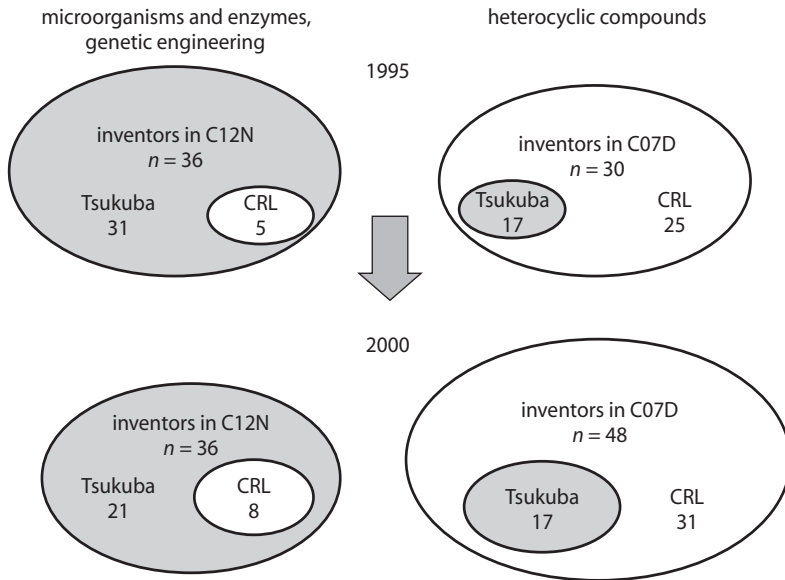 microorganisms and enzymes,
genetic engineering
heterocyclic compounds
1995
inventors in C12N
n = 36
Tsukuba
31
CRL
5
inventors in C07D
n = 30
Tsukuba
17
CRL
25
2000
inventors in C12N
n = 36
Tsukuba
21
CRL
8
inventors in C07D
n = 48
Tsukuba
17
CRL
31